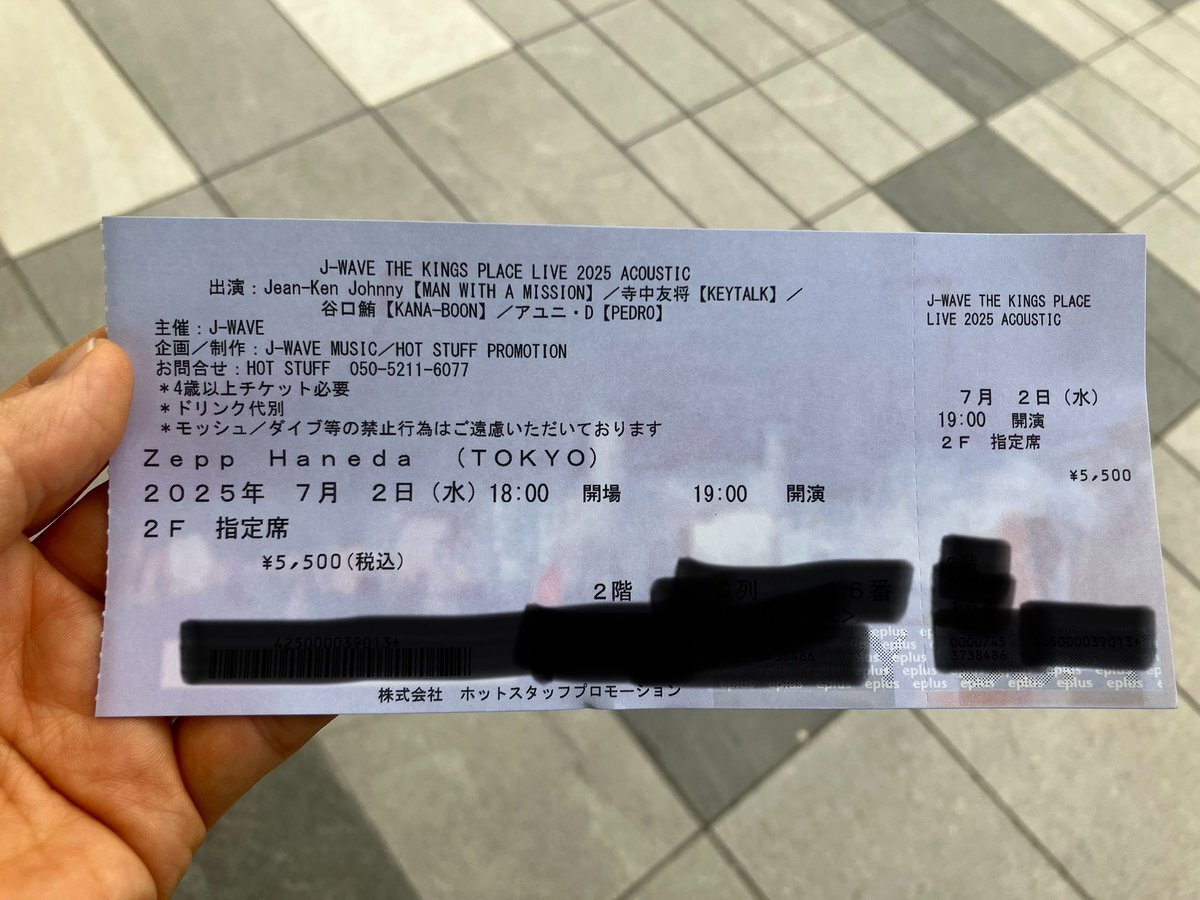 J-WAVE THE KINGS PLACE LIVE 2025 ACOUSTIC
出演：Jean-Ken Johnny【MAN WITH A MISSION】／寺中友将【KEYTALK】／
谷口鮪【KANA-BOON】／アユニ・D【PEDRO】
主催：J-WAVE
企画／制作：J-WAVE MUSIC／HOT STUFF PROMOTION
お問合せ：HOT STUFF 050-5211-6077
＊4歳以上チケット必要
＊ドリンク代別
＊モッシュ／ダイブ等の禁止行為はご遠慮いただいております
Ｚｅｐｐ Ｈａｎｅｄａ （ＴＯＫＹＯ）
２０２５年 ７月 ２日（水）18:00 開場 19:00 開演
２Ｆ 指定席
¥5,500(税込)
２階
株式会社 ホットスタッフプロモーション
J-WAVE THE KINGS PLACE
LIVE 2025 ACOUSTIC
７月 ２日（水）
19:00 開演
２Ｆ 指定席
¥5,500
eplus eplus eplus eplus eplus